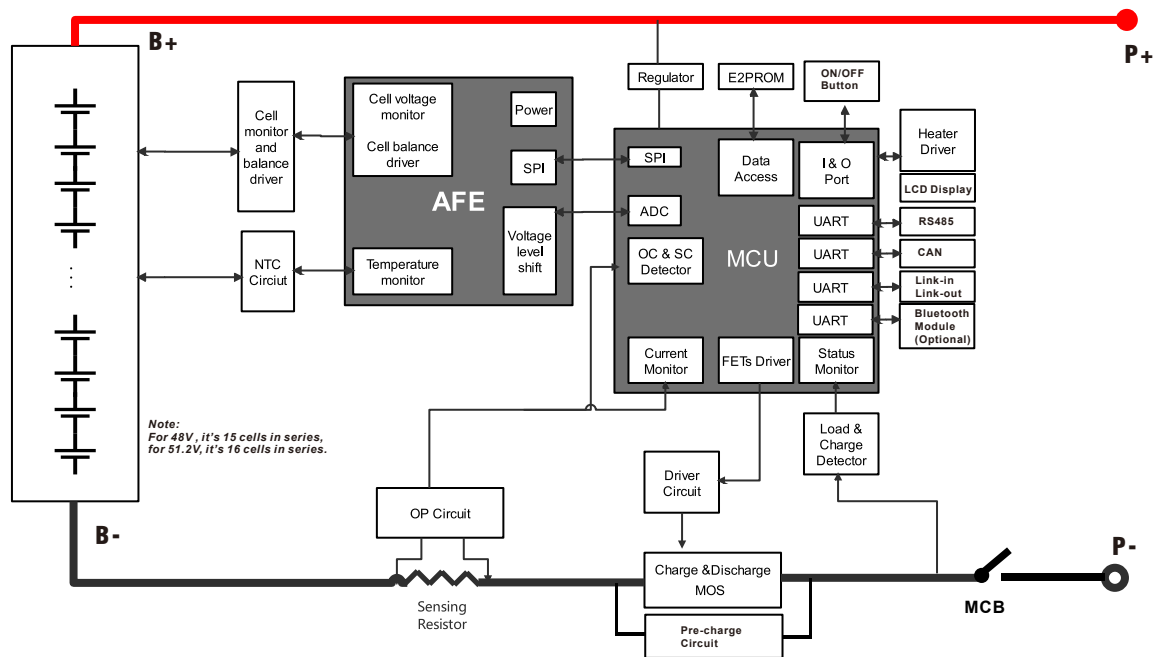 B+
P+
Regulator
E2PROM
ON/OFF
Button
Cell
monitor
and
balance
driver
Cell voltage
monitor
Cell balance
driver
Power
SPI
AFE
Voltage
level
shift
Temperature
monitor
NTC
Circiut
SPI
ADC
OC & SC
Detector
MCU
Data
Access
I & O
Port
UART
UART
UART
UART
Current
Monitor
FETs Driver
Status
Monitor
Heater
Driver
LCD Display
RS485
CAN
Link-in
Link-out
Bluetooth
Module
(Optional)
Note:
For 48V , it's 15 cells in series,
for 51.2V, it's 16 cells in series.
Load &
Charge
Detector
Driver
Circuit
OP Circuit
B-
P-
Charge &Discharge
MOS
Sensing
Resistor
MCB
Pre-charge
Circuit